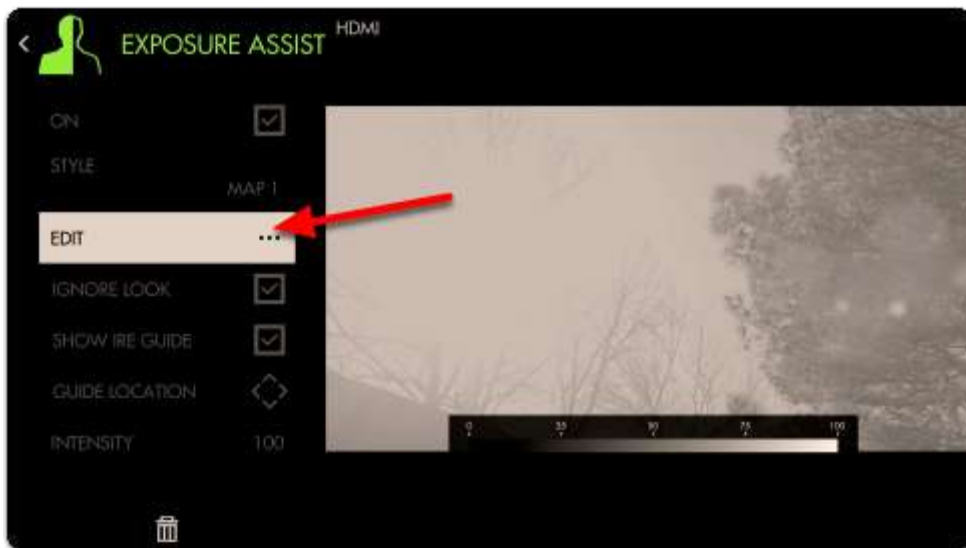 HDMI
EXPOSURE ASSIST
ON
STYLE
MAP 1
EDIT ...
IGNORE LOOK
SHOW IRE GUIDE
GUIDE LOCATION
INTENSITY 100
0 25 50 75 100